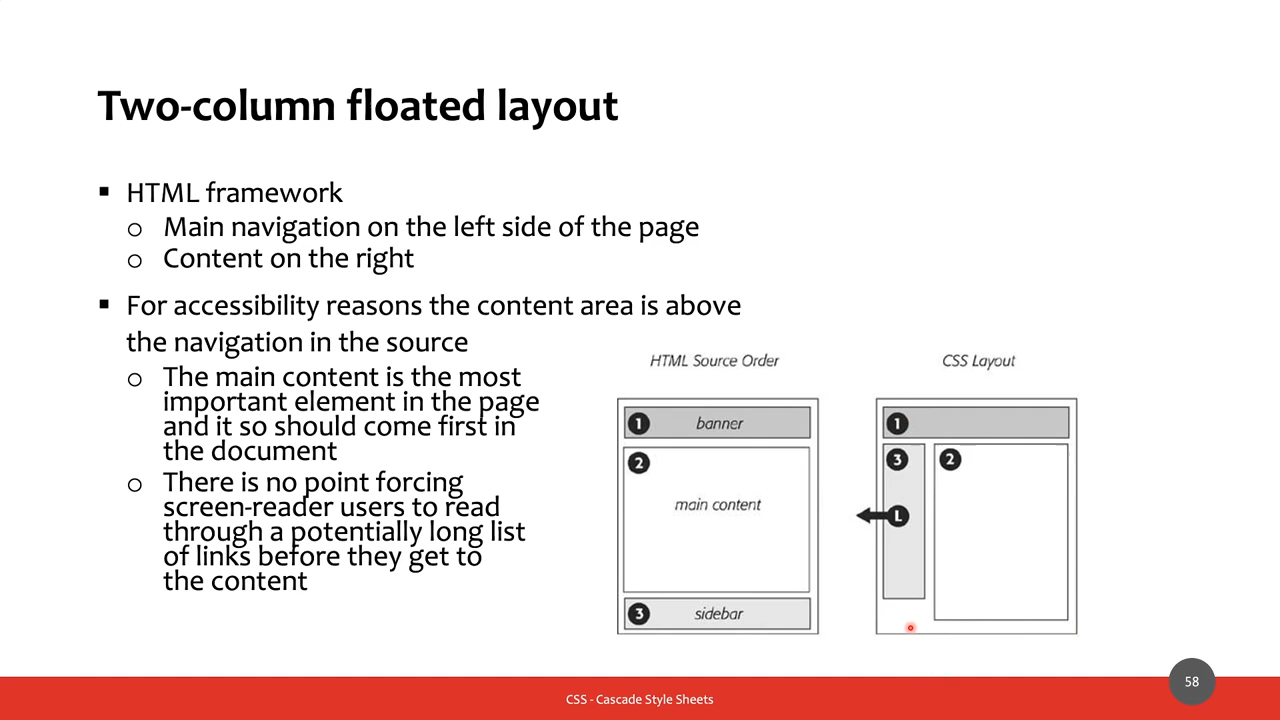 Two-column floated layout
▪ HTML framework
o Main navigation on the left side of the page
o Content on the right
▪ For accessibility reasons the content area is above
the navigation in the source
o The main content is the most
important element in the page
and it so should come first in
the document
o There is no point forcing
screen-reader users to read
through a potentially long list
of links before they get to
the content
HTML Source Order
1 banner
2
main content
3 sidebar
CSS Layout
1
3 2
L
58
CSS - Cascade Style Sheets